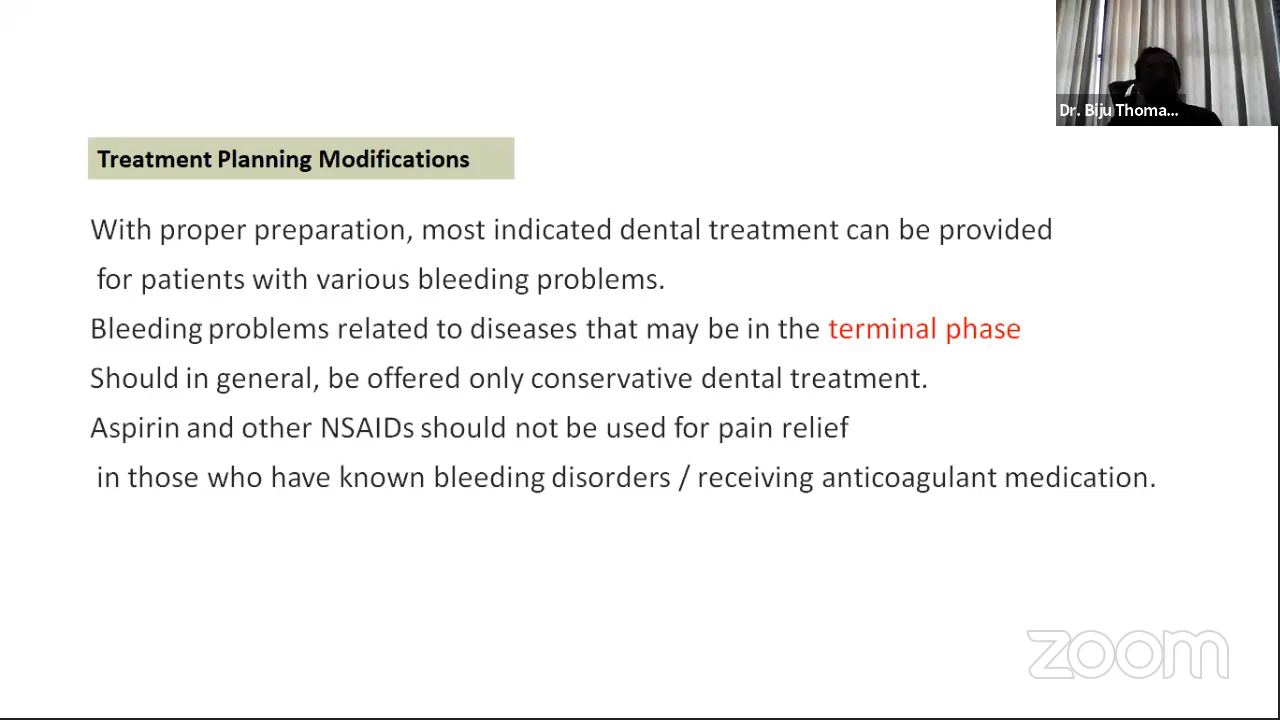 Dr. Biju Thoma...
Treatment Planning Modifications
With proper preparation, most indicated dental treatment can be provided
for patients with various bleeding problems.
Bleeding problems related to diseases that may be in the terminal phase
Should in general, be offered only conservative dental treatment.
Aspirin and other NSAIDs should not be used for pain relief
in those who have known bleeding disorders / receiving anticoagulant medication.
zoom